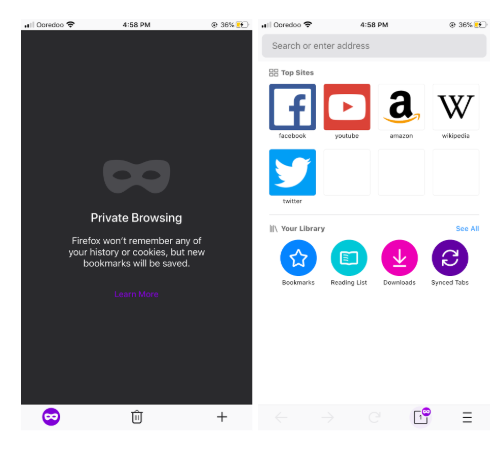 Ooredoo 4:58 PM 36%
Private Browsing
Firefox won't remember any of
your history or cookies, but new
bookmarks will be saved.
Learn More
Ooredoo 4:58 PM 36%
Search or enter address
Top Sites
facebook youtube amazon wikipedia
twitter
Your Library See All
Bookmarks Reading List Downloads Synced Tabs
1